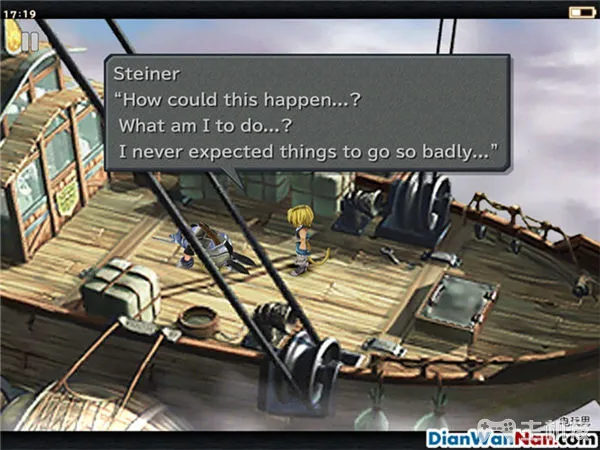 17:19
Steiner
“How could this happen...?
What am I to do...?
I never expected things to go so badly...”
DianWanNan.com